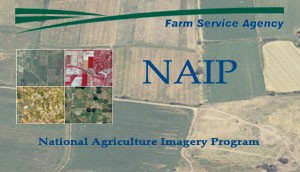 Farm Service Agency
NAIP
National Agriculture Imagery Program